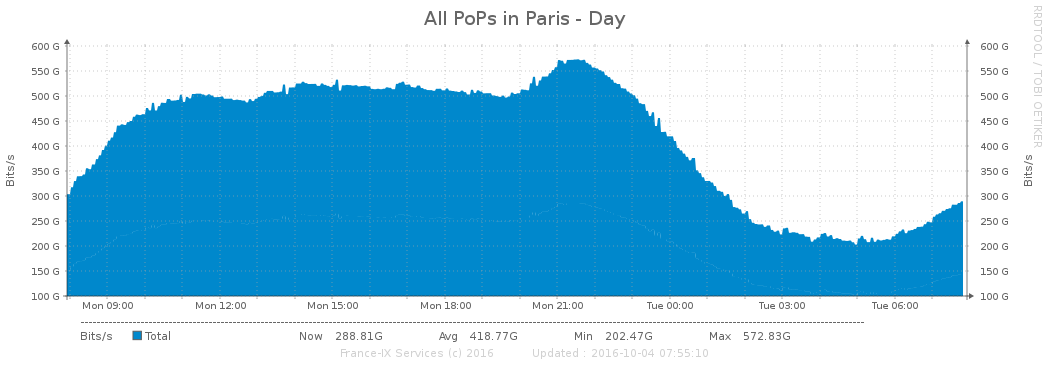 All PoPs in Paris - Day
RRDTOOL / TOBI OETIKER
Bits/s
600 G
550 G
500 G
450 G
400 G
350 G
300 G
250 G
200 G
150 G
100 G
600 G
550 G
500 G
450 G
400 G
350 G
300 G
250 G
200 G
150 G
100 G
Bits/s
Mon 09:00 Mon 12:00 Mon 15:00 Mon 18:00 Mon 21:00 Tue 00:00 Tue 03:00 Tue 06:00
Bits/s Total Now 288.81G Avg 418.77G Min 202.47G Max 572.83G
France-IX Services (c) 2016 Updated : 2016-10-04 07:55:10